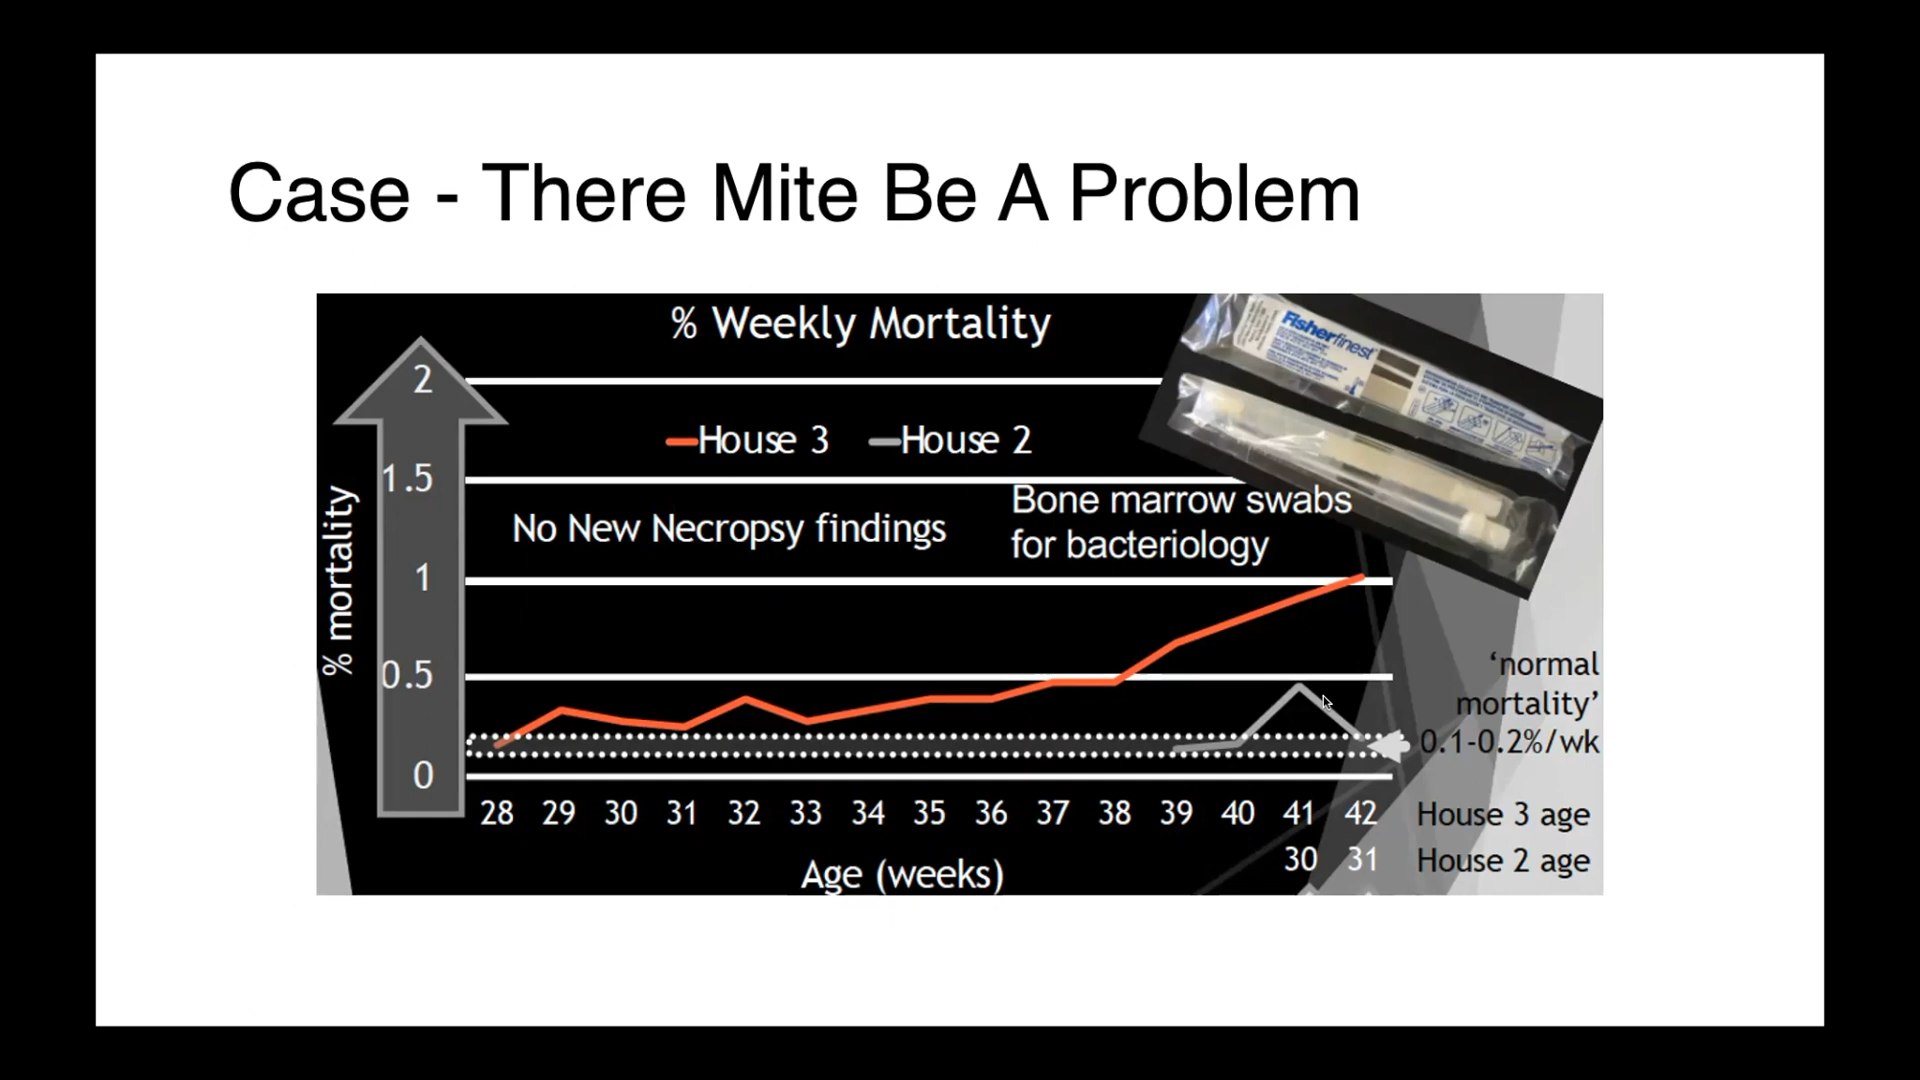 Case - There Mite Be A Problem
% Weekly Mortality
Fisherfinest
2
House 3 House 2
1.5
No New Necropsy findings
Bone marrow swabs
for bacteriology
1
% mortality
0.5
'normal
mortality'
0.1-0.2%/wk
0
28 29 30 31 32 33 34 35 36 37 38 39 40 41 42 House 3 age
30 31 House 2 age
Age (weeks)